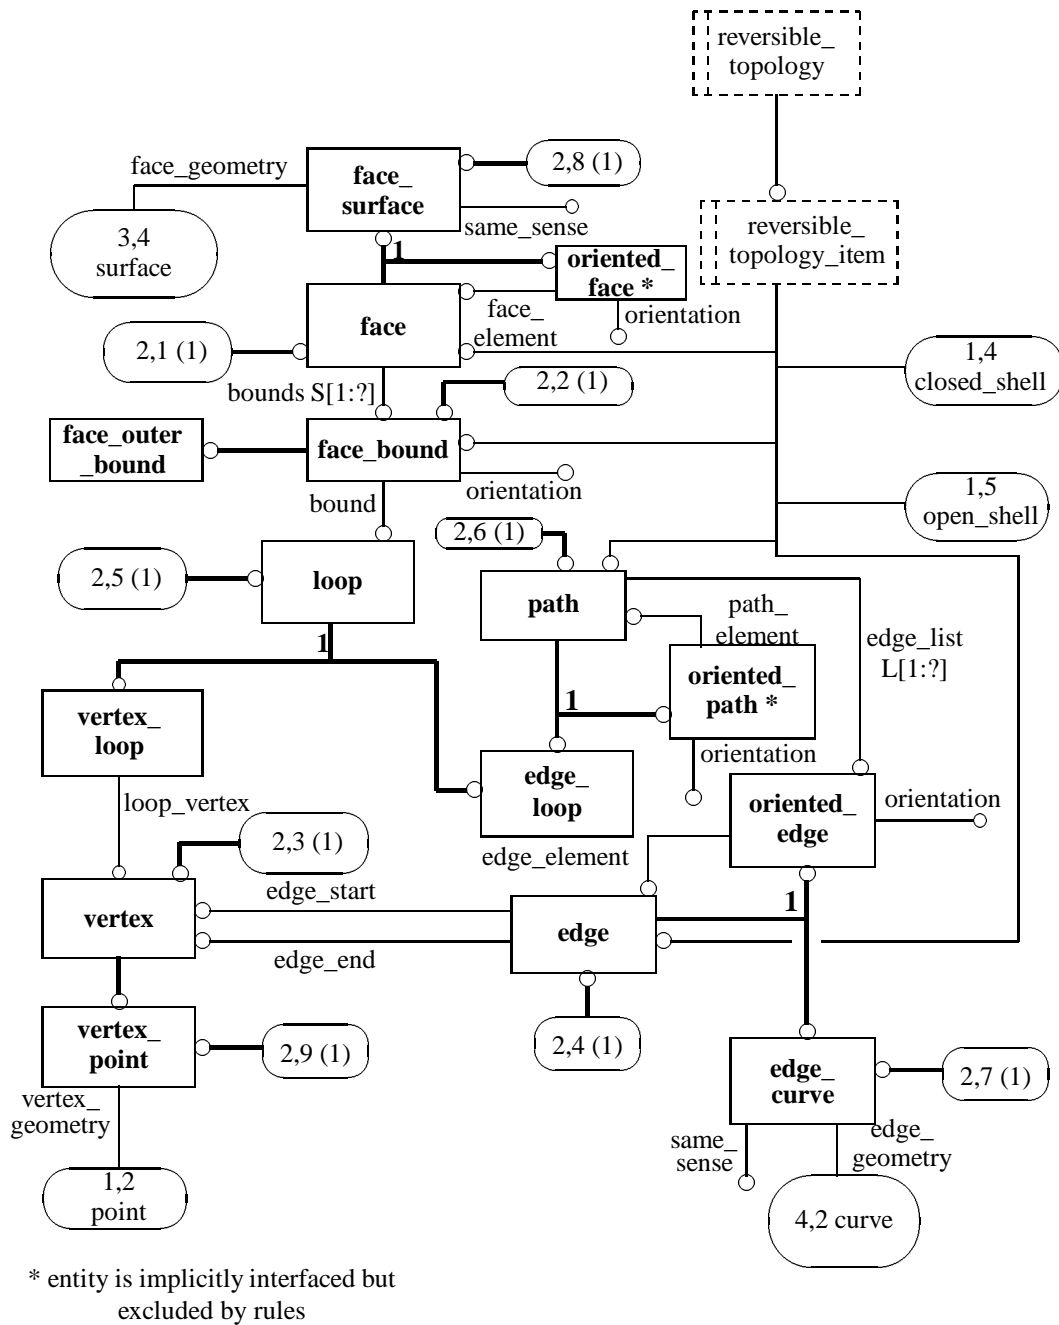 reversible_
topology
face_geometry
face_
surface
2,8 (1)
same_sense
reversible_
topology_item
3,4
surface
1
oriented_
face *
face_
element
orientation
2,1 (1)
face
bounds S[1:?]
2,2 (1)
1,4
closed_shell
face_outer
_bound
face_bound
orientation
bound
1,5
open_shell
2,6 (1)
2,5 (1)
loop
path
path_
element
edge_list
L[1:?]
1
oriented_
path *
1
vertex_
loop
orientation
edge_
loop
loop_vertex
oriented_
edge
orientation
2,3 (1)
edge_element
edge_start
vertex
edge
1
edge_end
vertex_
point
2,9 (1)
2,4 (1)
edge_
curve
2,7 (1)
vertex_
geometry
same_
sense
edge_
geometry
1,2
point
4,2 curve
* entity is implicitly interfaced but
excluded by rules